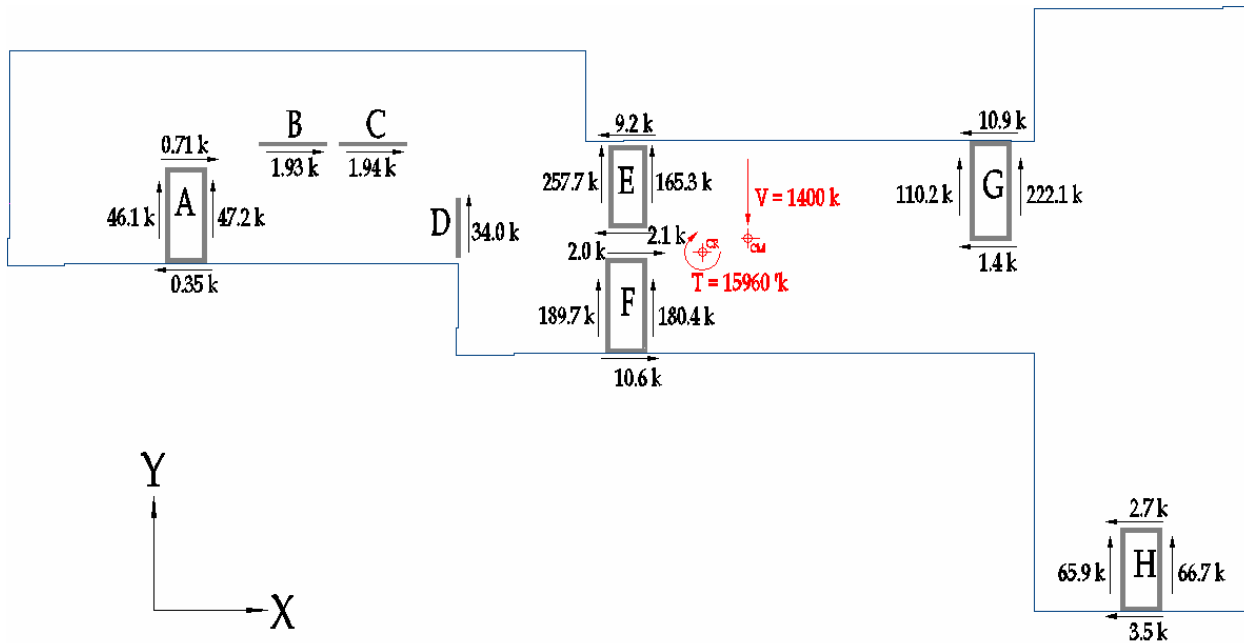 B C
0.71 k
1.93 k 1.94 k
A
46.1 k 47.2 k
0.35 k
D
34.0 k
9.2 k
257.7 k E 165.3 k
2.1 k
2.0 k
V = 1400 k
CR
CM
T = 15960 'k
189.7 k F 180.4 k
10.6 k
10.9 k
110.2 k G 222.1 k
1.4 k
Y
X
2.7 k
65.9 k H 66.7 k
3.5 k